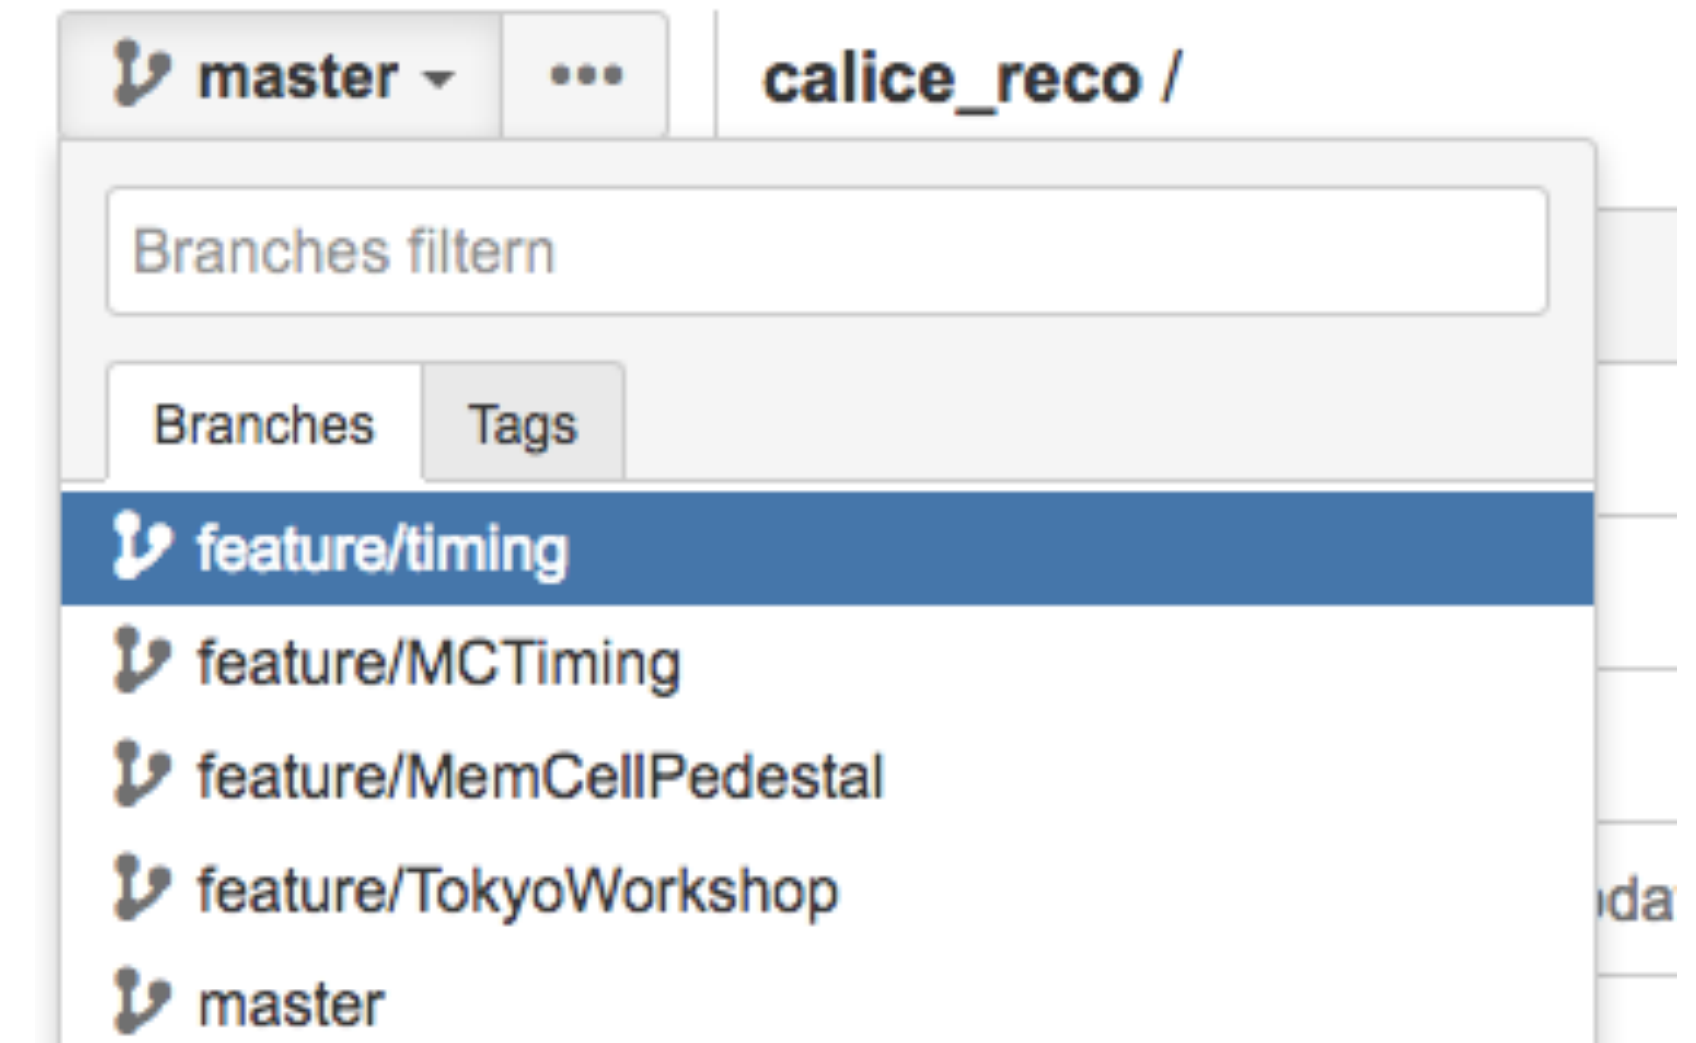 master ••• calice_reco /
Branches filtern
Branches Tags
feature/timing
feature/MCTiming
feature/MemCellPedestal
feature/TokyoWorkshop
master